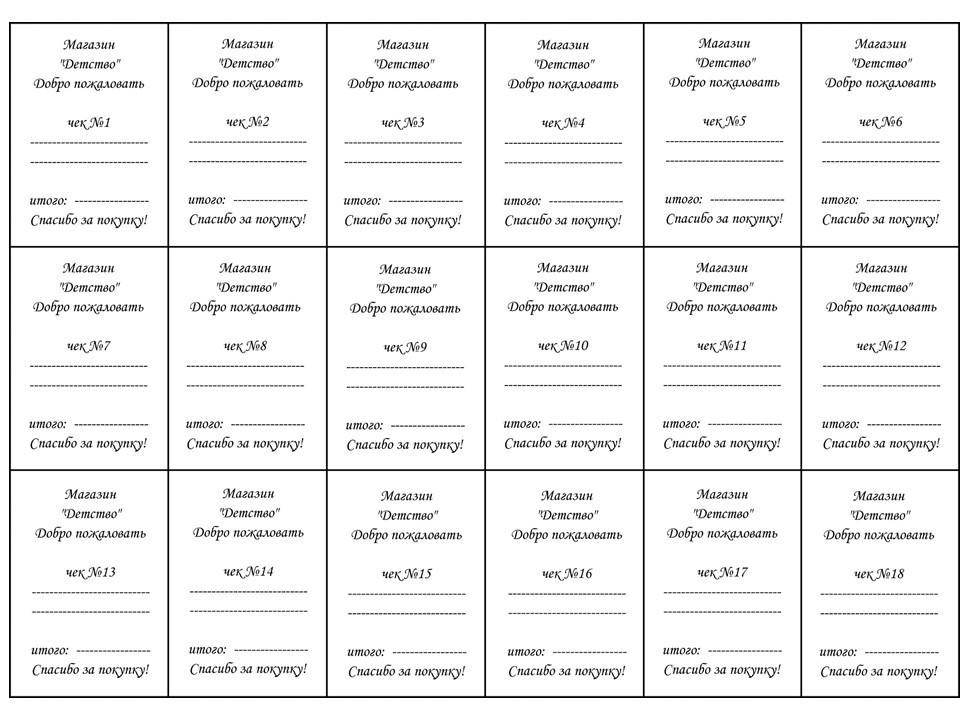 Магазин
"Детство"
Добро пожаловать
чек №1
---------------------------
---------------------------
итого: -----------------
Спасибо за покупку!
Магазин
"Детство"
Добро пожаловать
чек №2
---------------------------
---------------------------
итого: -----------------
Спасибо за покупку!
Магазин
"Детство"
Добро пожаловать
чек №3
---------------------------
---------------------------
итого: -----------------
Спасибо за покупку!
Магазин
"Детство"
Добро пожаловать
чек №4
---------------------------
---------------------------
итого: -----------------
Спасибо за покупку!
Магазин
"Детство"
Добро пожаловать
чек №5
---------------------------
---------------------------
итого: -----------------
Спасибо за покупку!
Магазин
"Детство"
Добро пожаловать
чек №6
---------------------------
---------------------------
итого: -----------------
Спасибо за покупку!
Магазин
"Детство"
Добро пожаловать
чек №7
---------------------------
---------------------------
итого: -----------------
Спасибо за покупку!
Магазин
"Детство"
Добро пожаловать
чек №8
---------------------------
---------------------------
итого: -----------------
Спасибо за покупку!
Магазин
"Детство"
Добро пожаловать
чек №9
---------------------------
---------------------------
итого: -----------------
Спасибо за покупку!
Магазин
"Детство"
Добро пожаловать
чек №10
---------------------------
---------------------------
итого: -----------------
Спасибо за покупку!
Магазин
"Детство"
Добро пожаловать
чек №11
---------------------------
---------------------------
итого: -----------------
Спасибо за покупку!
Магазин
"Детство"
Добро пожаловать
чек №12
---------------------------
---------------------------
итого: -----------------
Спасибо за покупку!
Магазин
"Детство"
Добро пожаловать
чек №13
---------------------------
---------------------------
итого: -----------------
Спасибо за покупку!
Магазин
"Детство"
Добро пожаловать
чек №14
---------------------------
---------------------------
итого: -----------------
Спасибо за покупку!
Магазин
"Детство"
Добро пожаловать
чек №15
---------------------------
---------------------------
итого: -----------------
Спасибо за покупку!
Магазин
"Детство"
Добро пожаловать
чек №16
---------------------------
---------------------------
итого: -----------------
Спасибо за покупку!
Магазин
"Детство"
Добро пожаловать
чек №17
---------------------------
---------------------------
итого: -----------------
Спасибо за покупку!
Магазин
"Детство"
Добро пожаловать
чек №18
---------------------------
---------------------------
итого: -----------------
Спасибо за покупку!